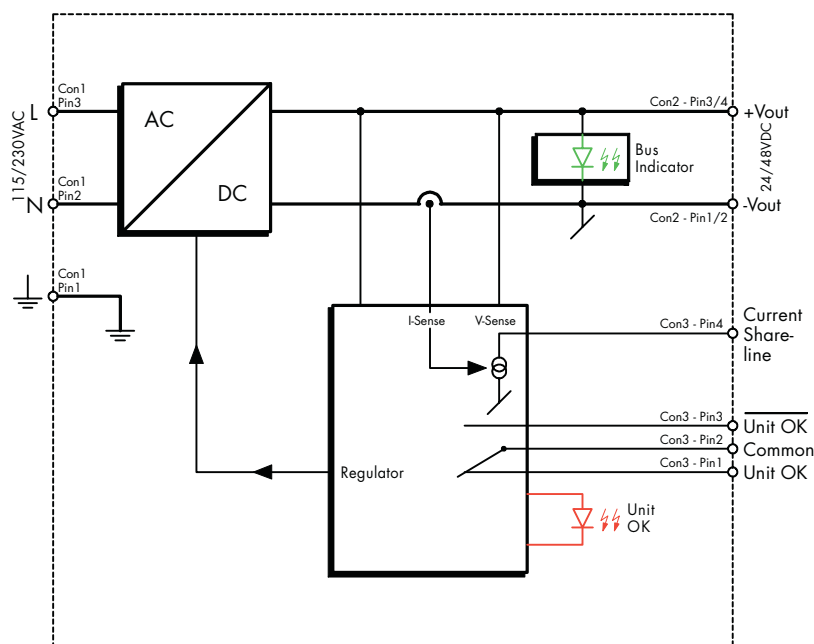 Con1
Pin3
L
115/230VAC
Con1
Pin2
N
Con1
Pin1
AC
DC
Con2 - Pin3/4
+Vout
Bus
Indicator
24/48VDC
-Vout
Con2 - Pin1/2
I-Sense
V-Sense
Con3 - Pin4
Current
Share-
line
Con3 - Pin3
Unit OK
Con3 - Pin2
Common
Con3 - Pin1
Unit OK
Regulator
Unit
OK